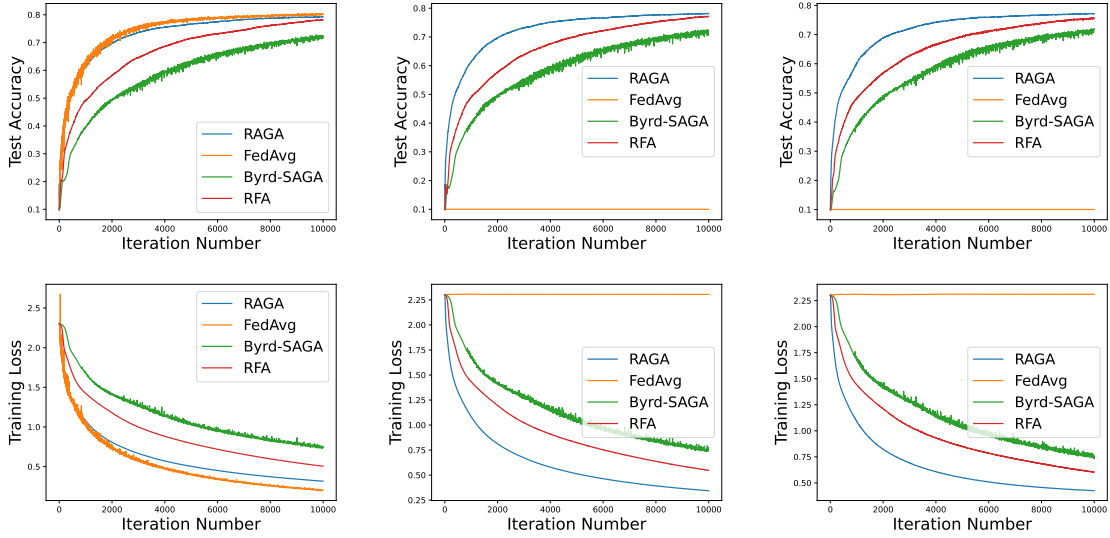 0.8
0.7
0.6
0.5
0.4
0.3
0.2
0.1
Test Accuracy
RAGA
FedAvg
Byrd-SAGA
RFA
0 2000 4000 6000 8000 10000
Iteration Number
0.8
0.7
0.6
0.5
0.4
0.3
0.2
0.1
Test Accuracy
RAGA
FedAvg
Byrd-SAGA
RFA
0 2000 4000 6000 8000 10000
Iteration Number
0.8
0.7
0.6
0.5
0.4
0.3
0.2
0.1
Test Accuracy
RAGA
FedAvg
Byrd-SAGA
RFA
0 2000 4000 6000 8000 10000
Iteration Number
2.5
2.0
1.5
1.0
0.5
Training Loss
RAGA
FedAvg
Byrd-SAGA
RFA
0 2000 4000 6000 8000 10000
Iteration Number
2.25
2.00
1.75
1.50
1.25
1.00
0.75
0.50
0.25
Training Loss
RAGA
FedAvg
Byrd-SAGA
RFA
0 2000 4000 6000 8000 10000
Iteration Number
2.25
2.00
1.75
1.50
1.25
1.00
0.75
0.50
Training Loss
RAGA
FedAvg
Byrd-SAGA
RFA
0 2000 4000 6000 8000 10000
Iteration Number